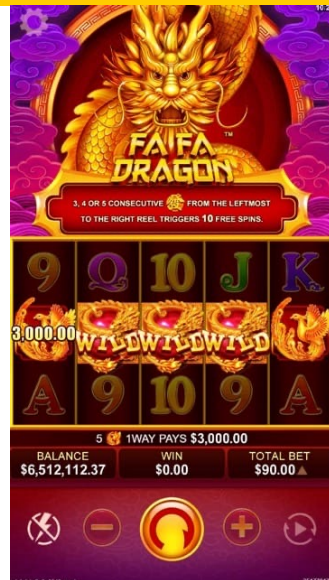 FA FA
DRAGON™
3, 4 OR 5 CONSECUTIVE FROM THE LEFTMOST
TO THE RIGHT REEL TRIGGERS 10 FREE SPINS.
9 Q 10 J K
3,000.00 WILD WILD WILD
A 9 10 9 A
5 1WAY PAYS $3,000.00
BALANCE WIN TOTAL BET
$6,512,112.37 $0.00 $90.00